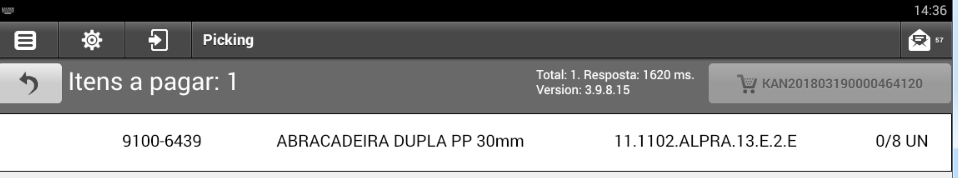 14:36
Picking
57
Itens a pagar: 1
Total: 1. Resposta: 1620 ms.
Version: 3.9.8.15
KAN201803190000464120
9100-6439 ABRACADEIRA DUPLA PP 30mm 11.1102.ALPRA.13.E.2.E 0/8 UN